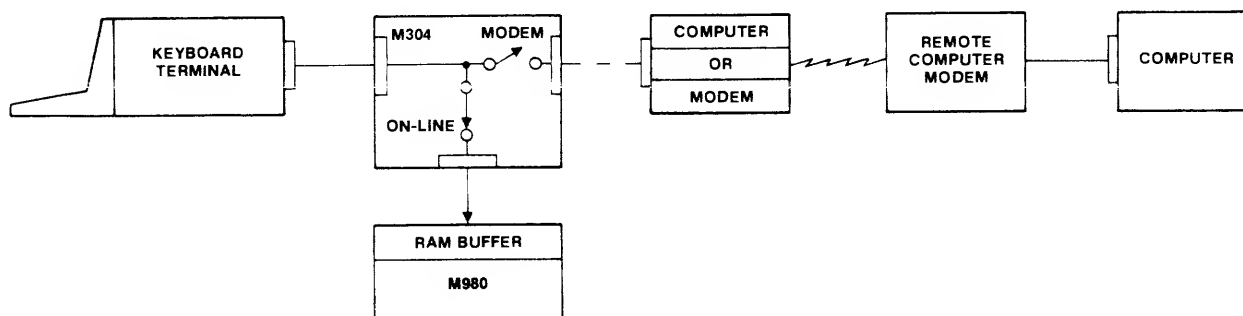 KEYBOARD
TERMINAL
M304
MODEM
ON-LINE
RAM BUFFER
M980
COMPUTER
OR
MODEM
REMOTE
COMPUTER
MODEM
COMPUTER